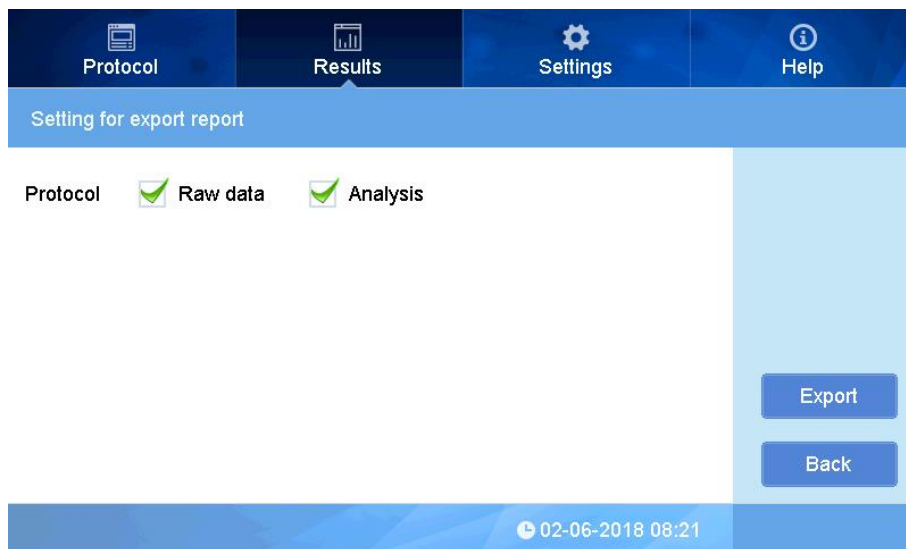 Protocol Results Settings Help
Setting for export report
Protocol Raw data Analysis
Export
Back
02-06-2018 08:21